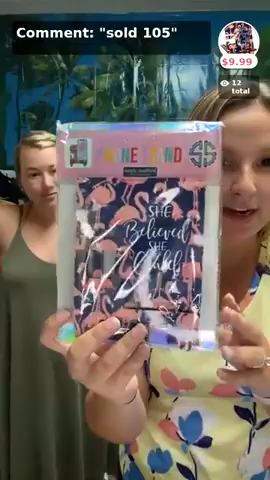 Comment: "sold 105"
$9.99
12
total
PHONE STAND
SHE
Believed
SHE
Could